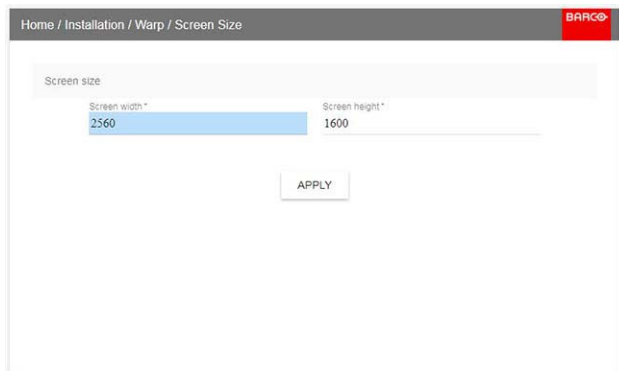 Home / Installation / Warp / Screen Size
BARCO
Screen size
Screen width *
Screen height *
2560
1600
APPLY